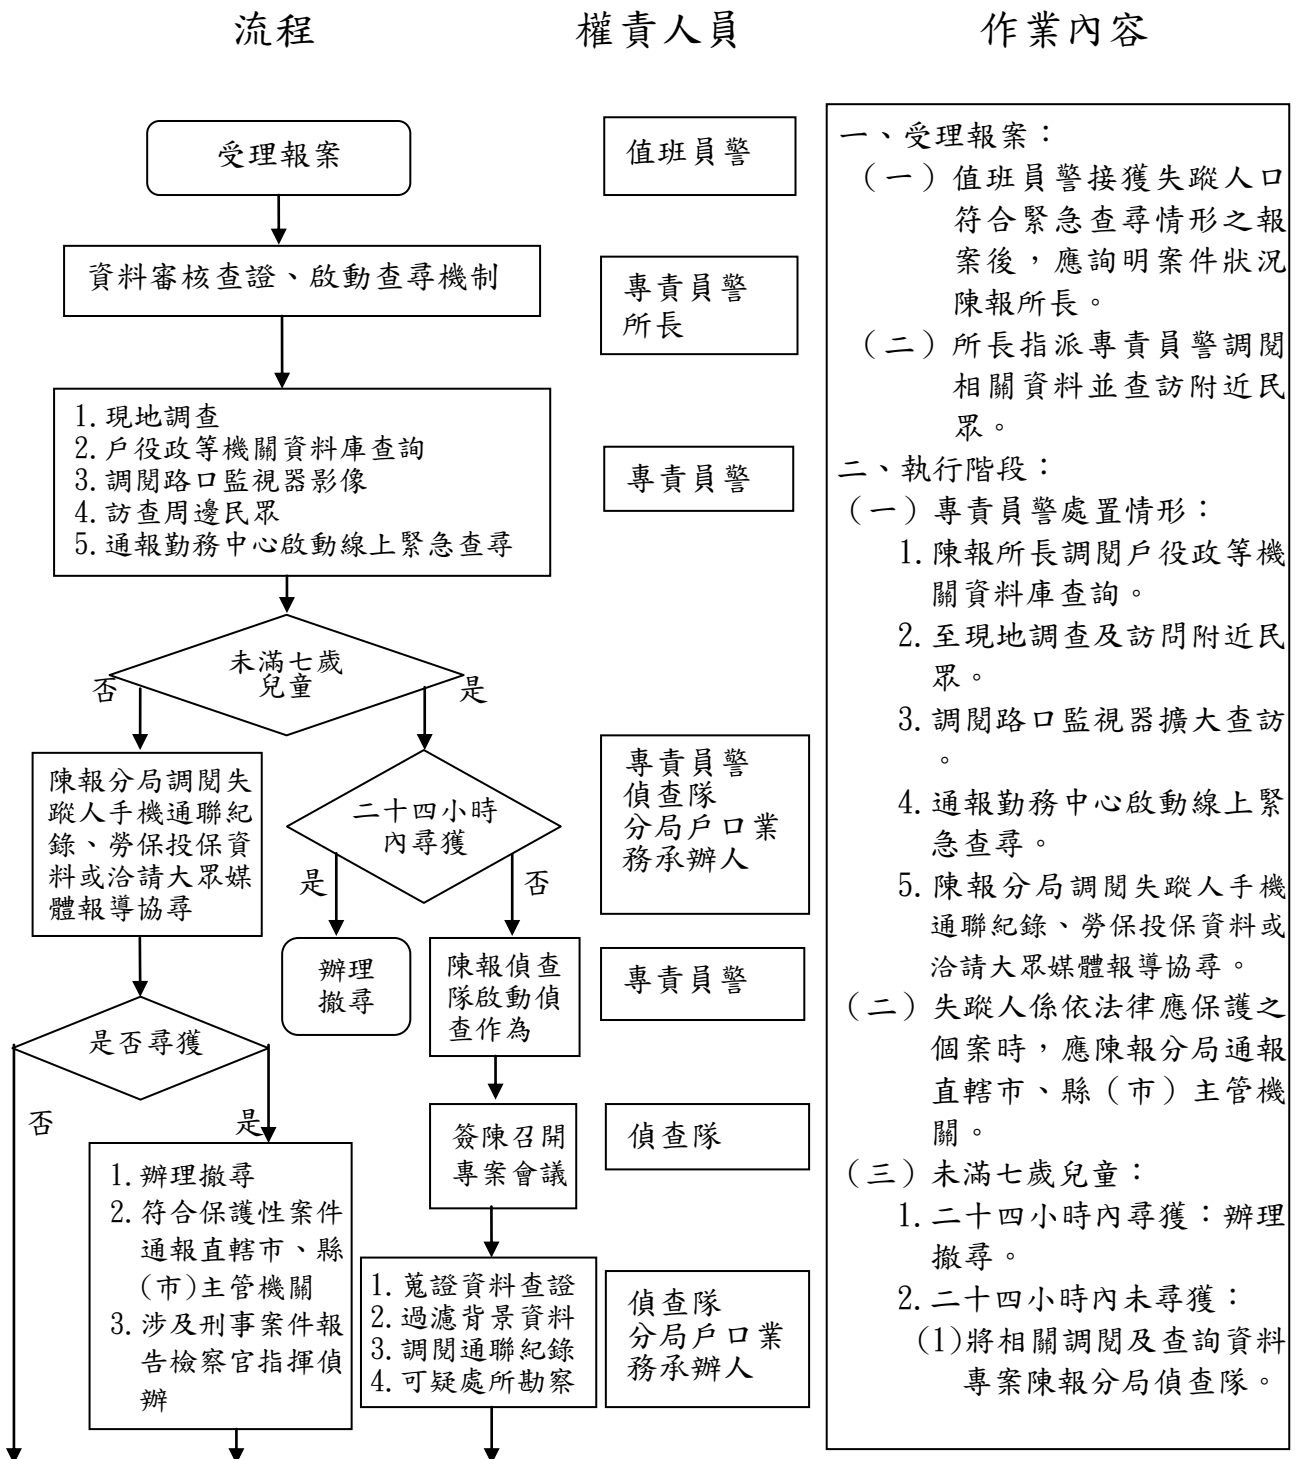 流程
權責人員
作業內容
受理報案
資料審核查證、啟動查尋機制
1.現地調查
2.戶役政等機關資料庫查詢
3.調閱路口監視器影像
4.訪查周邊民眾
5.通報勤務中心啟動線上緊急查尋
未滿七歲
兒童
否
是
陳報分局調閱失
蹤人手機通聯紀
錄、勞保投保資
料或洽請大眾媒
體報導協尋
二十四小時
內尋獲
是
否
辦理
撤尋
陳報偵查
隊啟動偵
查作為
是否尋獲
否
是
簽陳召開
專案會議
1.辦理撤尋
2.符合保護性案件
通報直轄市、縣
(市)主管機關
3.涉及刑事案件報
告檢察官指揮偵
辦
1.蒐證資料查證
2.過濾背景資料
3.調閱通聯紀錄
4.可疑處所勘察
值班員警
專責員警
所長
專責員警
專責員警
偵查隊
分局戶口業
務承辦人
專責員警
偵查隊
偵查隊
分局戶口業
務承辦人
一、受理報案：
（一）值班員警接獲失蹤人口
符合緊急查尋情形之報
案後，應詢明案件狀況
陳報所長。
（二）所長指派專責員警調閱
相關資料並查訪附近民
眾。
二、執行階段：
（一）專責員警處置情形：
1.陳報所長調閱戶役政等機
關資料庫查詢。
2.至現地調查及訪問附近民
眾。
3.調閱路口監視器擴大查訪
。
4.通報勤務中心啟動線上緊
急查尋。
5.陳報分局調閱失蹤人手機
通聯紀錄、勞保投保資料或
洽請大眾媒體報導協尋。
（二）失蹤人係依法律應保護之
個案時，應陳報分局通報
直轄市、縣（市）主管機
關。
（三）未滿七歲兒童：
1.二十四小時內尋獲：辦理
撤尋。
2.二十四小時內未尋獲：
(1)將相關調閱及查詢資料
專案陳報分局偵查隊。